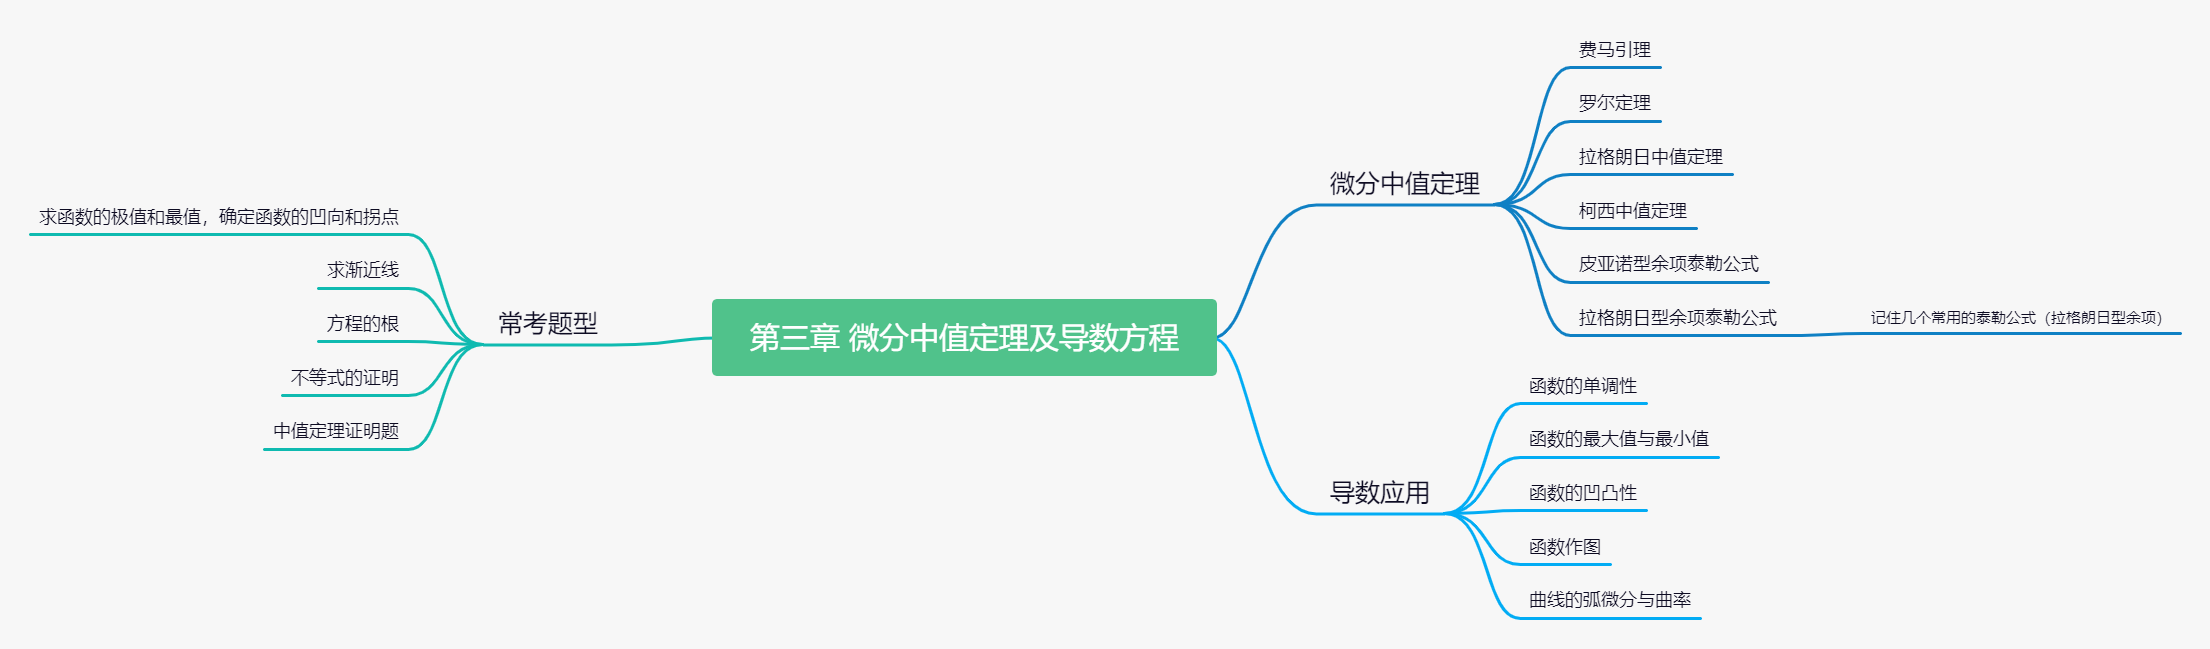 第三章 微分中值定理及导数方程
微分中值定理
费马引理
罗尔定理
拉格朗日中值定理
柯西中值定理
皮亚诺型余项泰勒公式
拉格朗日型余项泰勒公式
记住几个常用的泰勒公式（拉格朗日型余项）
导数应用
函数的单调性
函数的最大值与最小值
函数的凹凸性
函数作图
曲线的弧微分与曲率
常考题型
求函数的极值和最值，确定函数的凹向和拐点
求渐近线
方程的根
不等式的证明
中值定理证明题